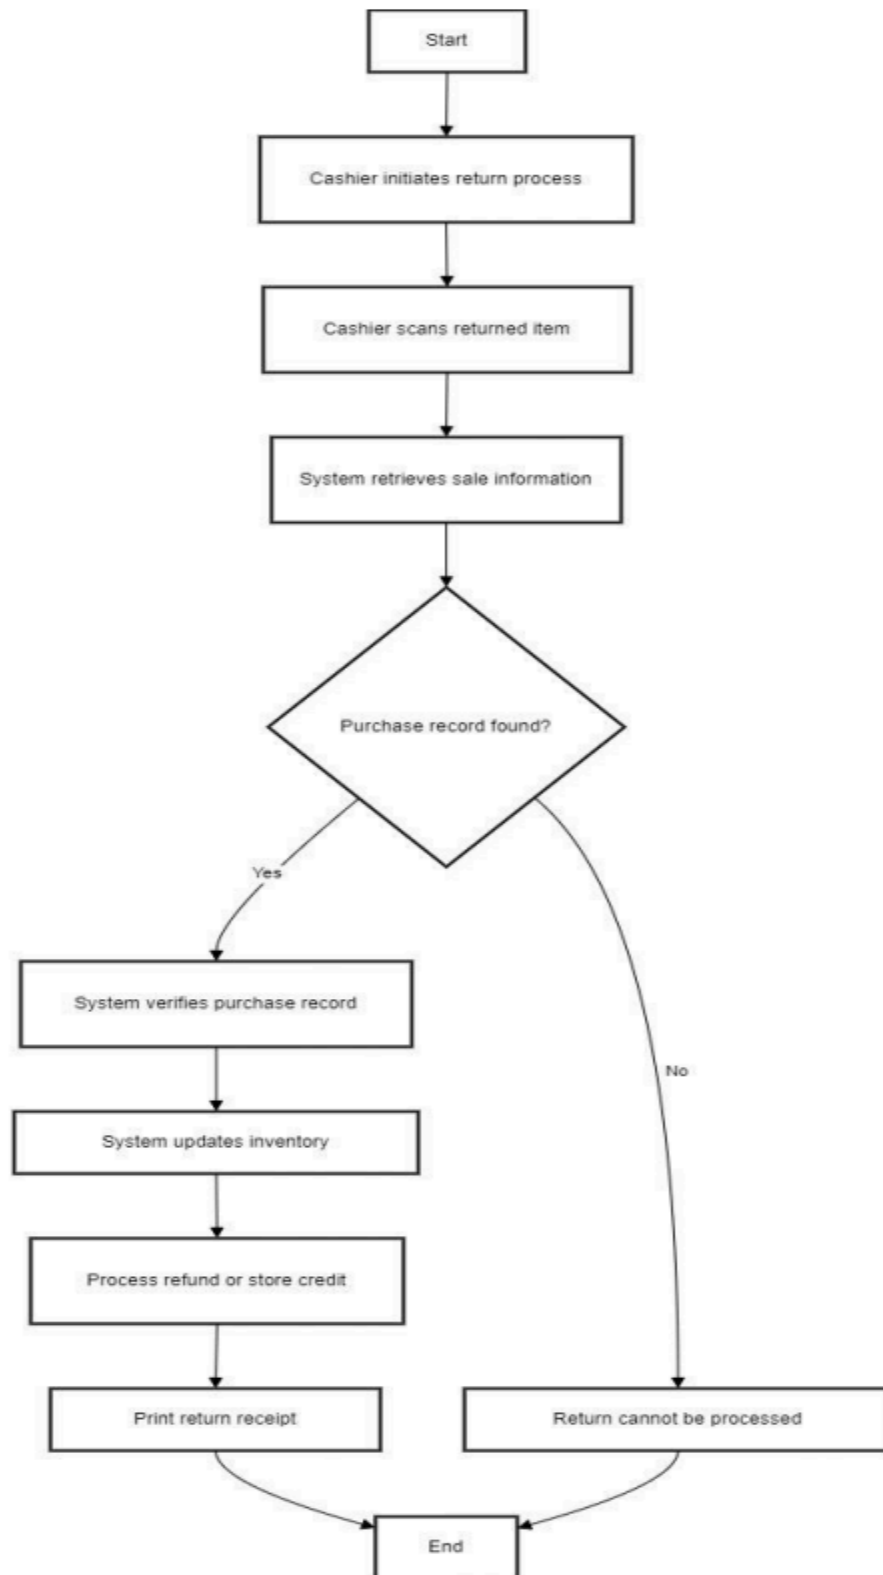 Start
Cashier initiates return process
Cashier scans returned item
System retrieves sale information
Purchase record found?
Yes
System verifies purchase record
No
System updates inventory
Process refund or store credit
Print return receipt
Return cannot be processed
End